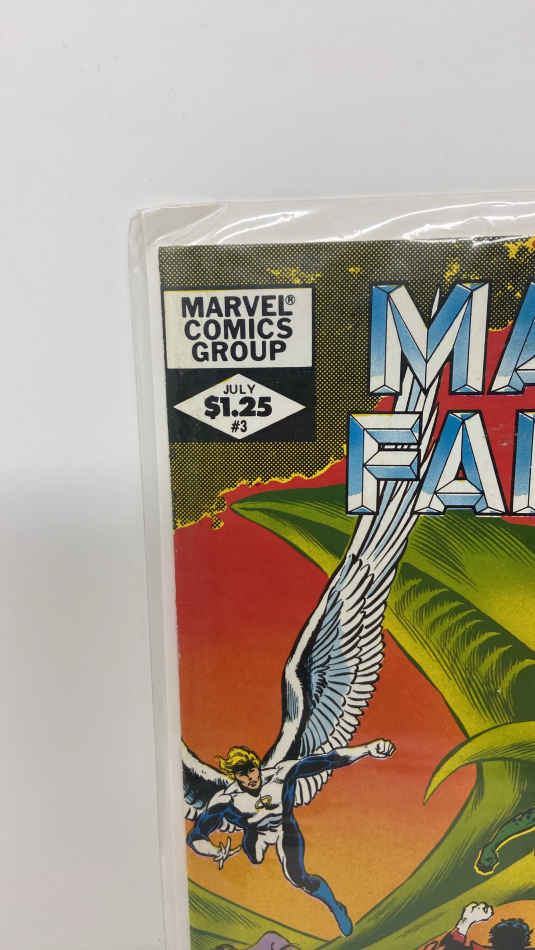 MARVEL®
COMICS
GROUP
JULY
$1.25
#3
MA
FA